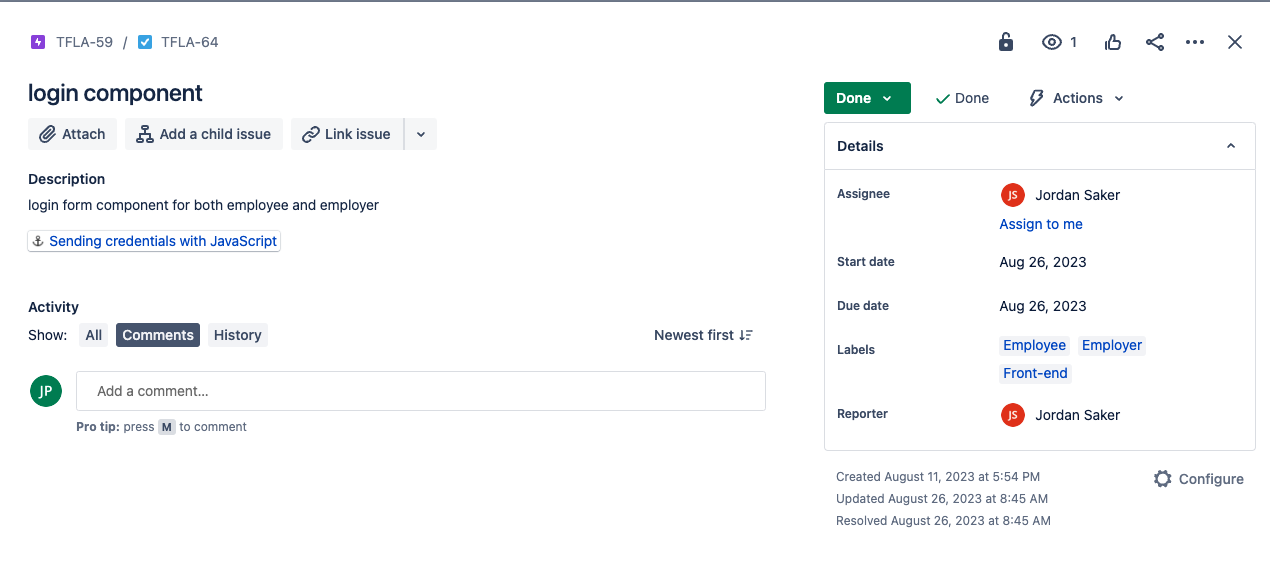 TFLA-59 / TFLA-64
1
login component
Attach
Add a child issue
Link issue
Description
login form component for both employee and employer
Sending credentials with JavaScript
Activity
Show: All Comments History
Newest first
JP
Add a comment...
Pro tip: press M to comment
Done
Done
Actions
Details
Assignee
JS Jordan Saker
Assign to me
Start date
Aug 26, 2023
Due date
Aug 26, 2023
Labels
Employee Employer
Front-end
Reporter
JS Jordan Saker
Created August 11, 2023 at 5:54 PM
Updated August 26, 2023 at 8:45 AM
Resolved August 26, 2023 at 8:45 AM
Configure